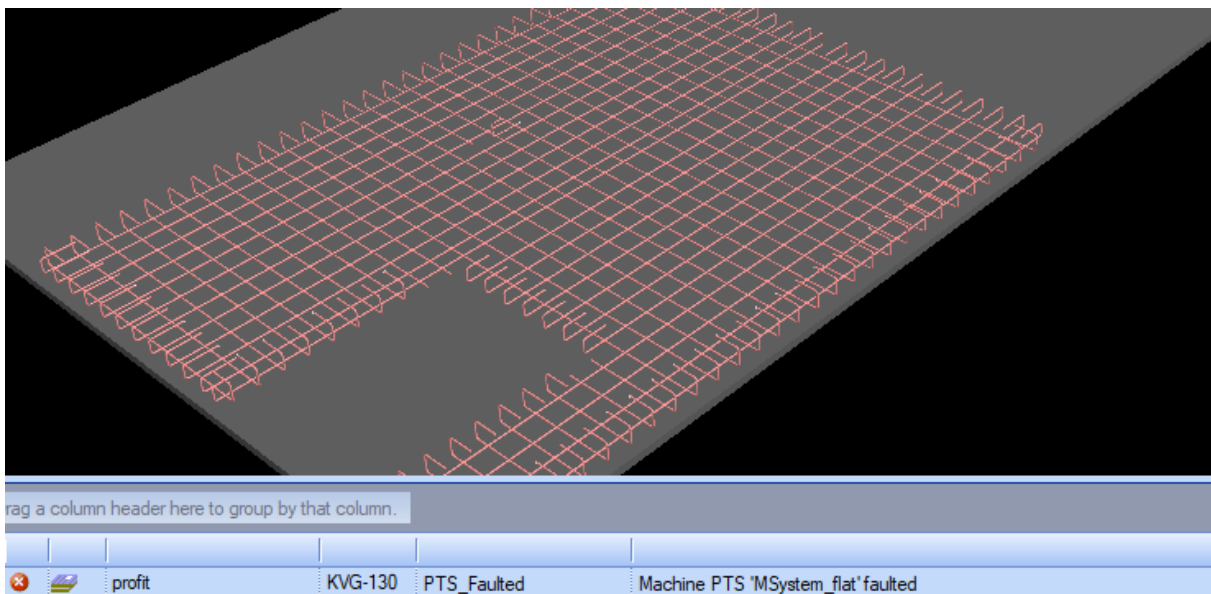 rag a column header here to group by that column.
profit KVG-130 PTS_Faulted Machine PTS 'MSystem_flat' faulted